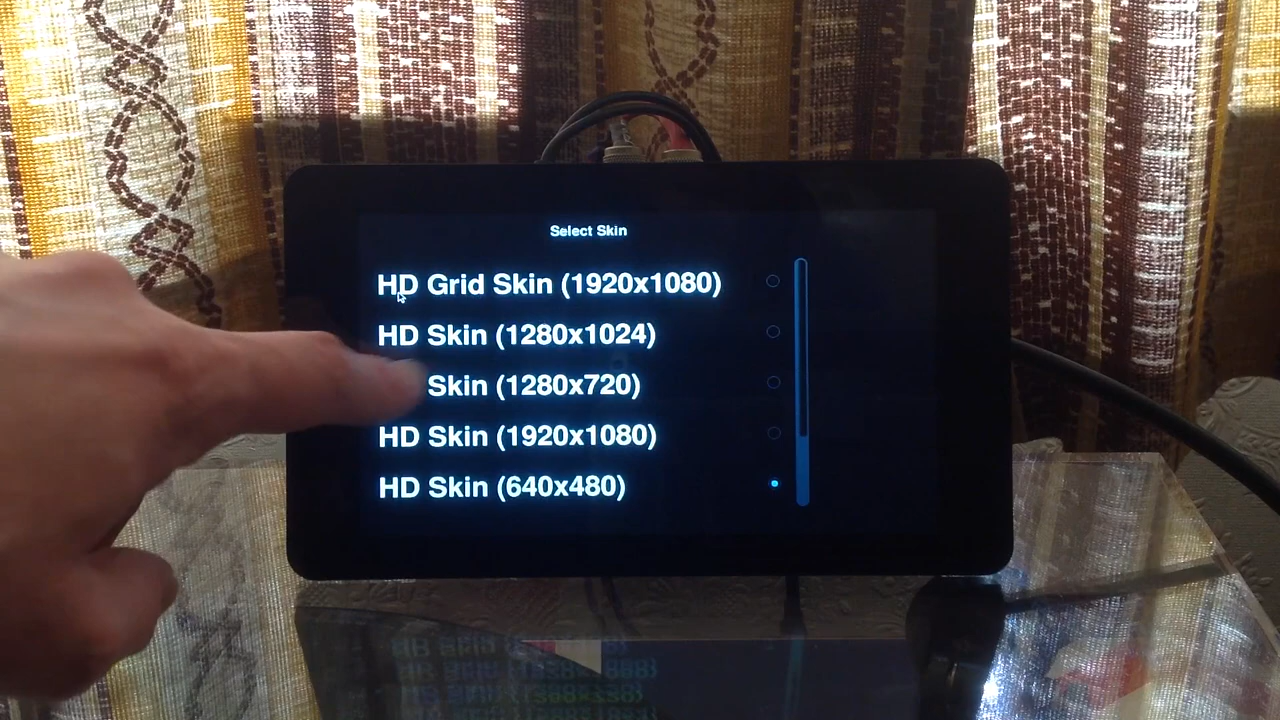 Select Skin
HD Grid Skin (1920x1080)
HD Skin (1280x1024)
Skin (1280x720)
HD Skin (1920x1080)
HD Skin (640x480)